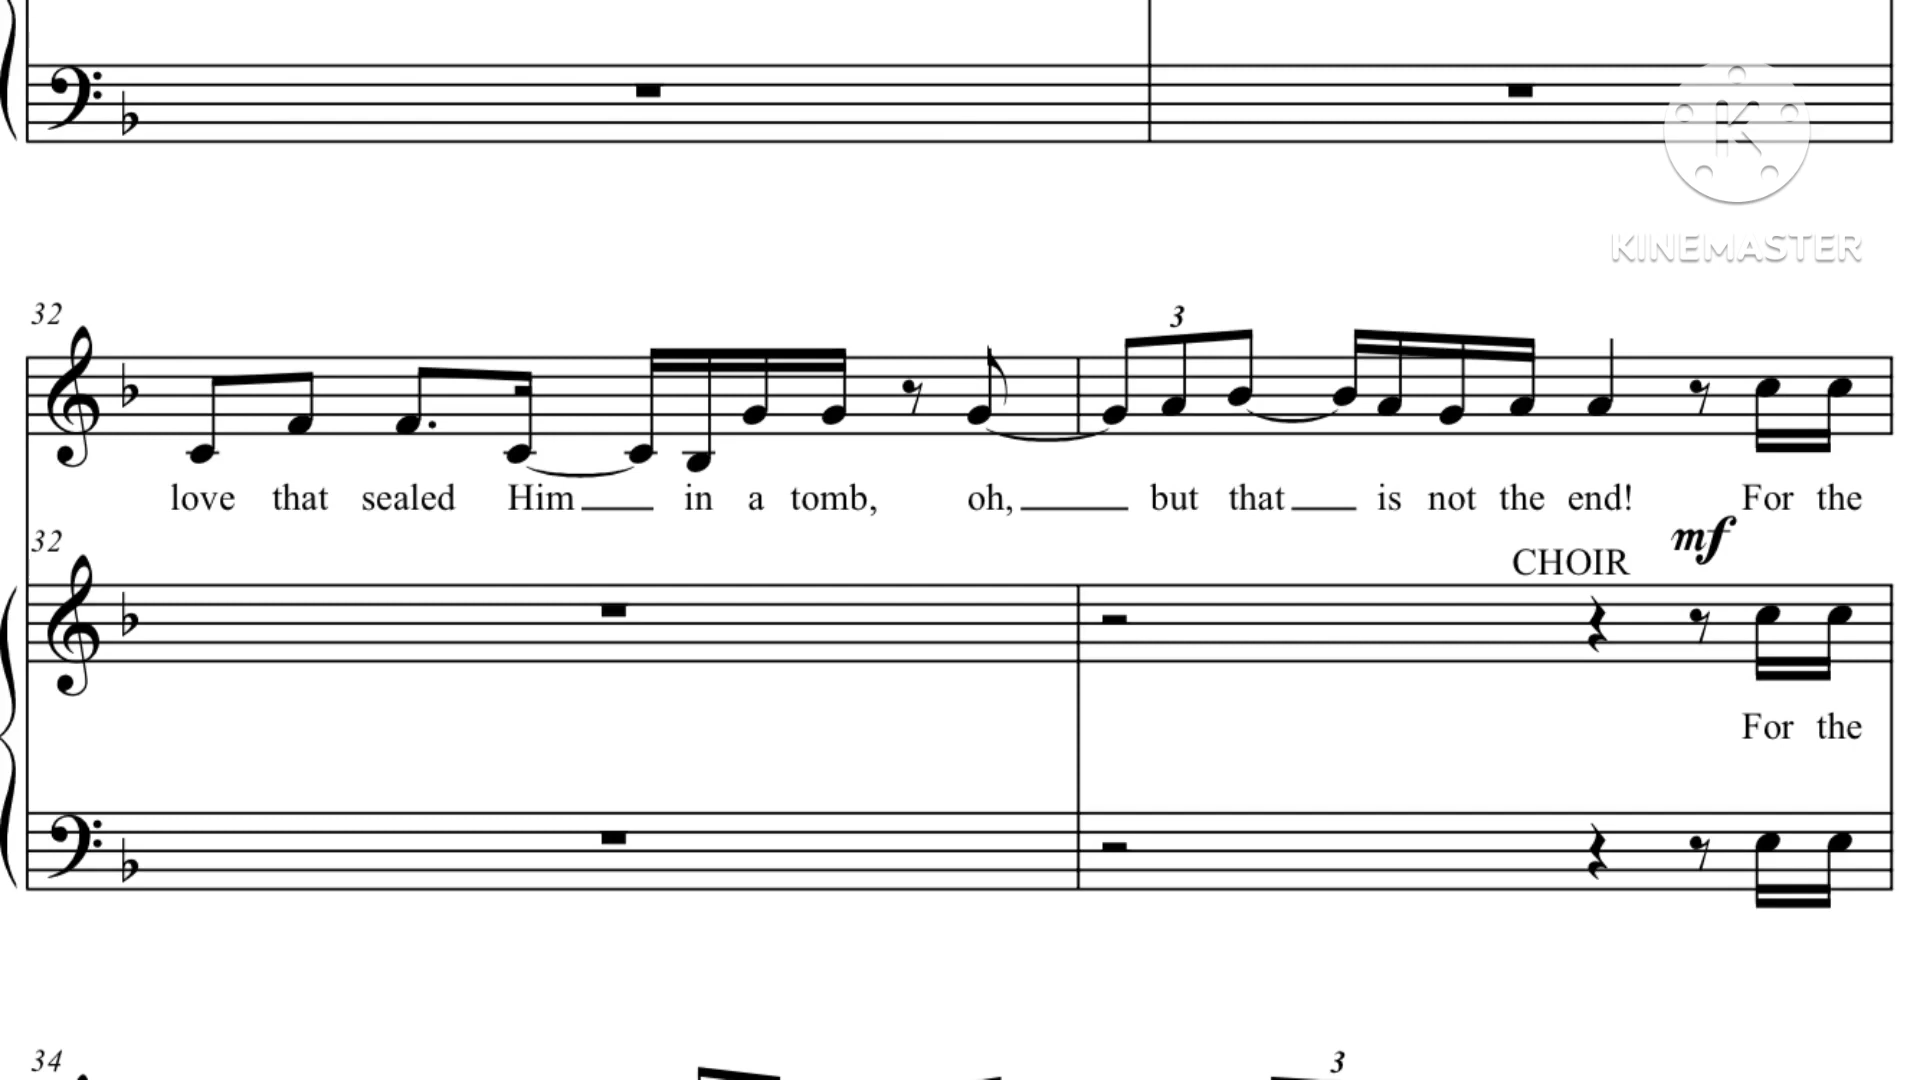 K
KINEMASTER
32
3
love that sealed Him in a tomb, oh, but that is not the end! For the
32
CHOIR mf
For the
34
3